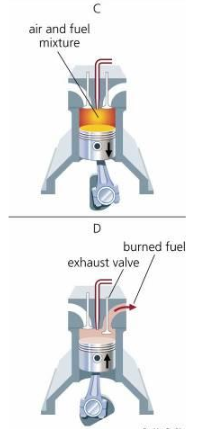 C
air and fuel
mixture
D
burned fuel
exhaust valve